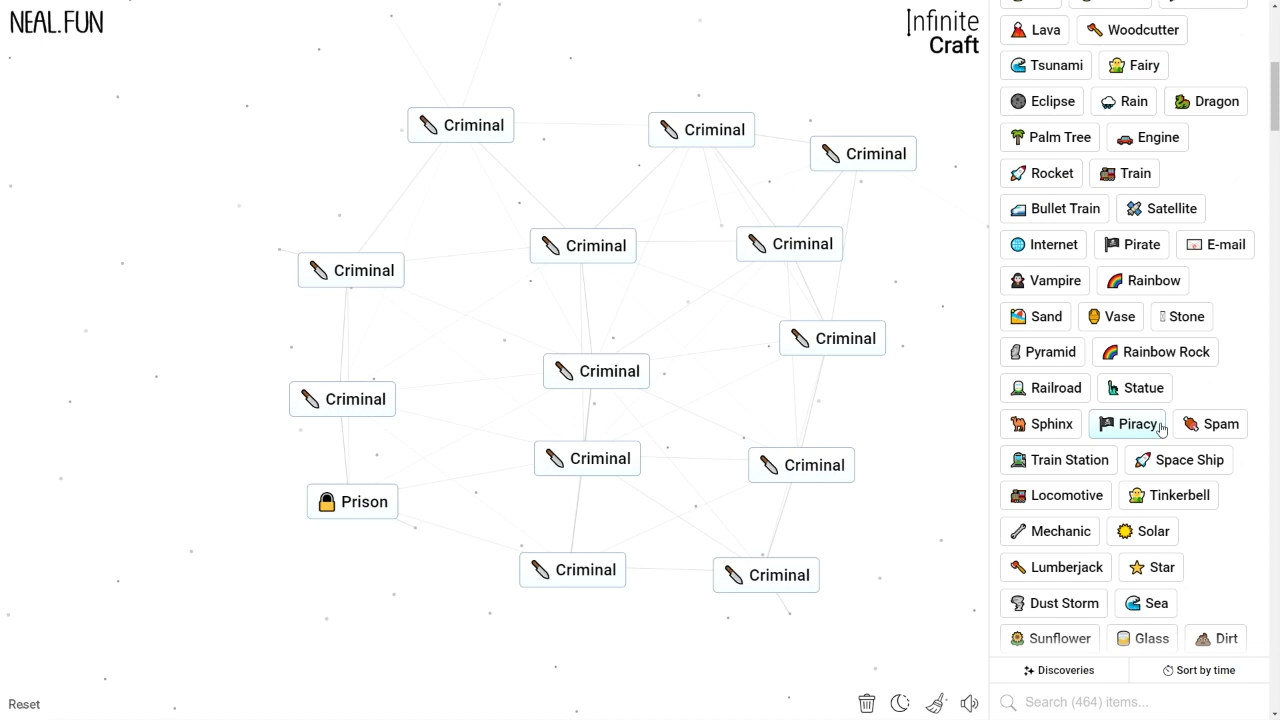 NEAL.FUN
Infinite
Craft
Criminal
Criminal
Criminal
Criminal
Criminal
Criminal
Criminal
Criminal
Criminal
Criminal
Criminal
Prison
Criminal
Criminal
Lava
Woodcutter
Tsunami
Fairy
Eclipse
Rain
Dragon
Palm Tree
Engine
Rocket
Train
Bullet Train
Satellite
Internet
Pirate
E-mail
Vampire
Rainbow
Sand
Vase
Stone
Pyramid
Rainbow Rock
Railroad
Statue
Sphinx
Piracy
Spam
Train Station
Space Ship
Locomotive
Tinkerbell
Mechanic
Solar
Lumberjack
Star
Dust Storm
Sea
Sunflower
Glass
Dirt
Discoveries
Sort by time
Search (464) items...
Reset